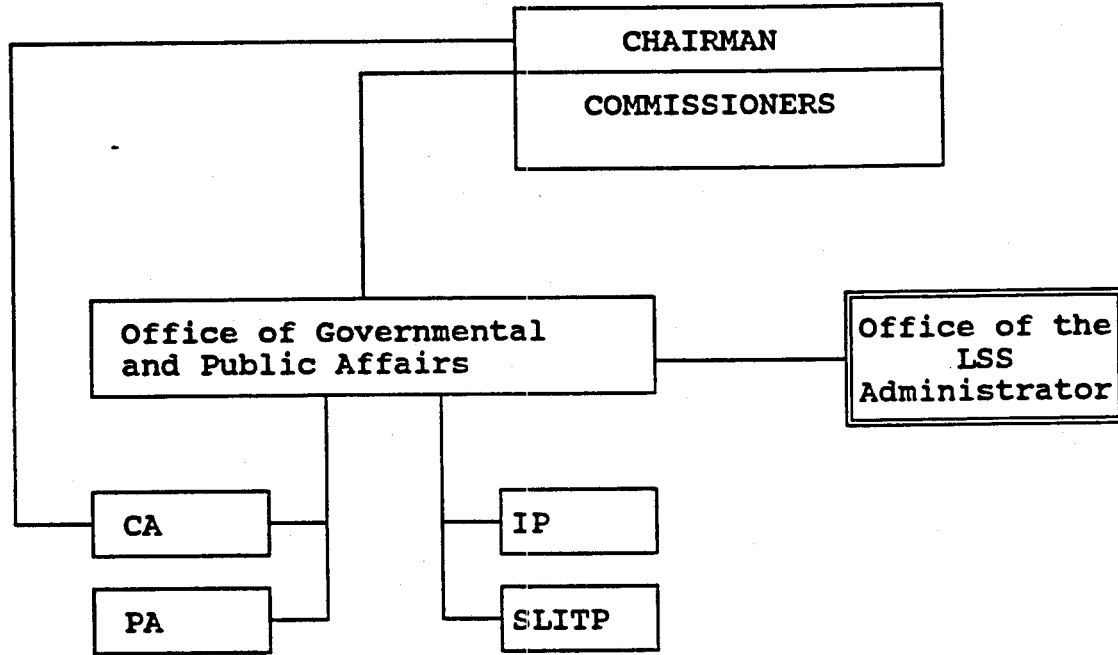 CHAIRMAN
COMMISSIONERS
Office of Governmental
and Public Affairs
Office of the
LSS
Administrator
CA
IP
PA
SLITP